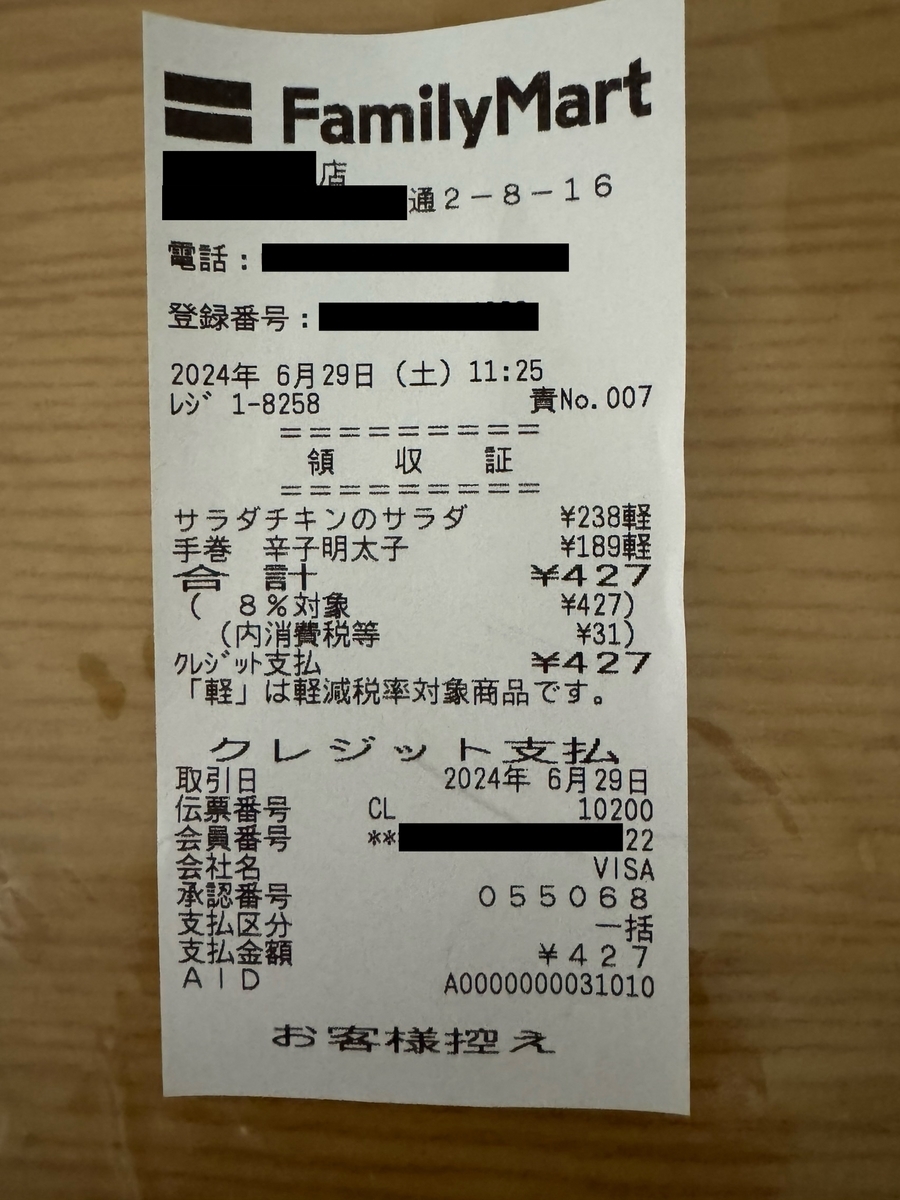 FamilyMart
店
通2-8-16
電話:
登録番号:
2024年 6月29日(土) 11:25
レジ 1-8258 責No.007
=========
領 収 証
=========
サラダチキンのサラダ ¥238軽
手巻 辛子明太子 ¥189軽
合 計 ¥427
( 8%対象 ¥427)
(内消費税等 ¥31)
クレジット支払 ¥427
「軽」は軽減税率対象商品です。
クレジット支払
取引日 2024年 6月29日
伝票番号 CL 10200
会員番号 ** 22
会社名 VISA
承認番号 055068
支払区分 一括
支払金額 ¥427
AID A0000000031010
お客様控え